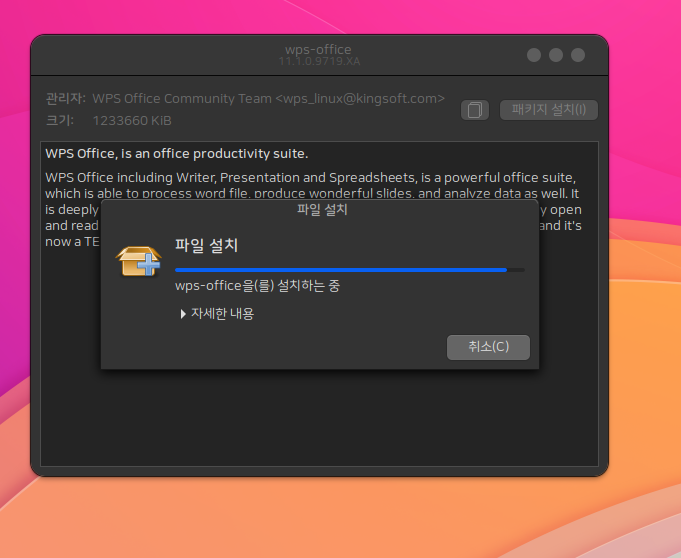 wps-office
11.1.0.9719.XA
관리자: WPS Office Community Team <wps_linux@kingsoft.com>
크기: 1233660 KiB
패키지 설치(I)
WPS Office, is an office productivity suite.
WPS Office including Writer, Presentation and Spreadsheets, is a powerful office suite,
which is able to process word file, produce wonderful slides, and analyze data as well. It
is deeply
y open
and read
and it's
now a TE
파일 설치
파일 설치
wps-office을(를) 설치하는 중
자세한 내용
취소(C)